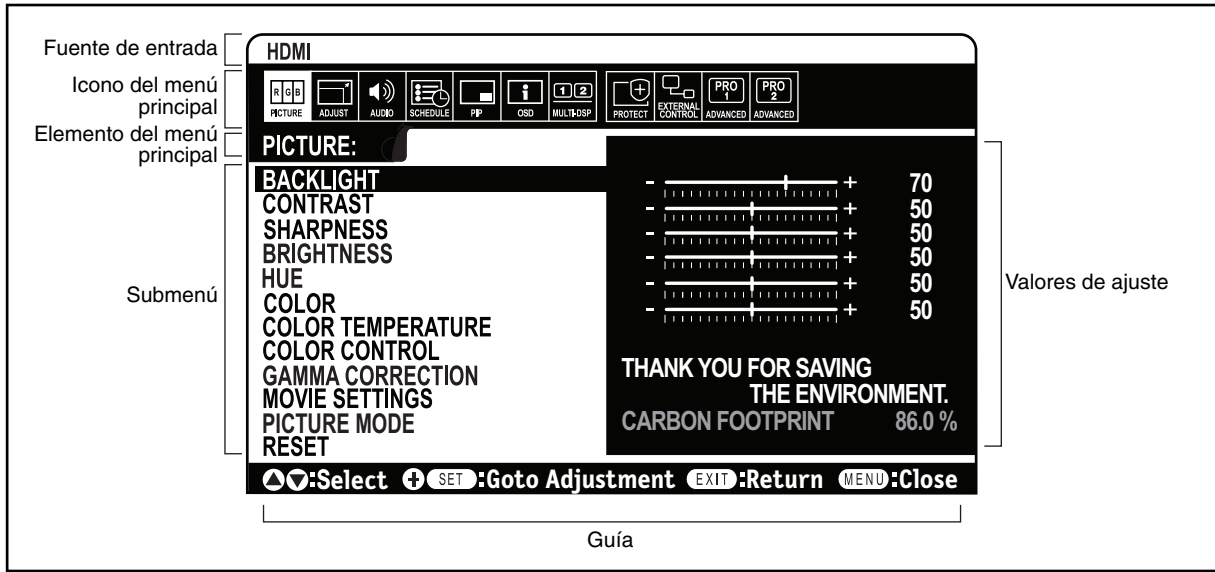 Fuente de entrada
HDMI
Icono del menú principal
R G B PICTURE
ADJUST
AUDIO
SCHEDULE
PIP
i OSD
1 2 MULTI-DSP
PROTECT
EXTERNAL CONTROL
PRO 1 ADVANCED
PRO 2 ADVANCED
Elemento del menú principal
PICTURE:
Submenú
BACKLIGHT - + 70
CONTRAST - + 50
SHARPNESS - + 50
BRIGHTNESS - + 50
HUE - + 50
COLOR - + 50
COLOR TEMPERATURE
COLOR CONTROL
GAMMA CORRECTION
MOVIE SETTINGS
PICTURE MODE
RESET
THANK YOU FOR SAVING
THE ENVIRONMENT.
CARBON FOOTPRINT 86.0 %
Valores de ajuste
:Select + SET :Goto Adjustment EXIT :Return MENU :Close
Guía